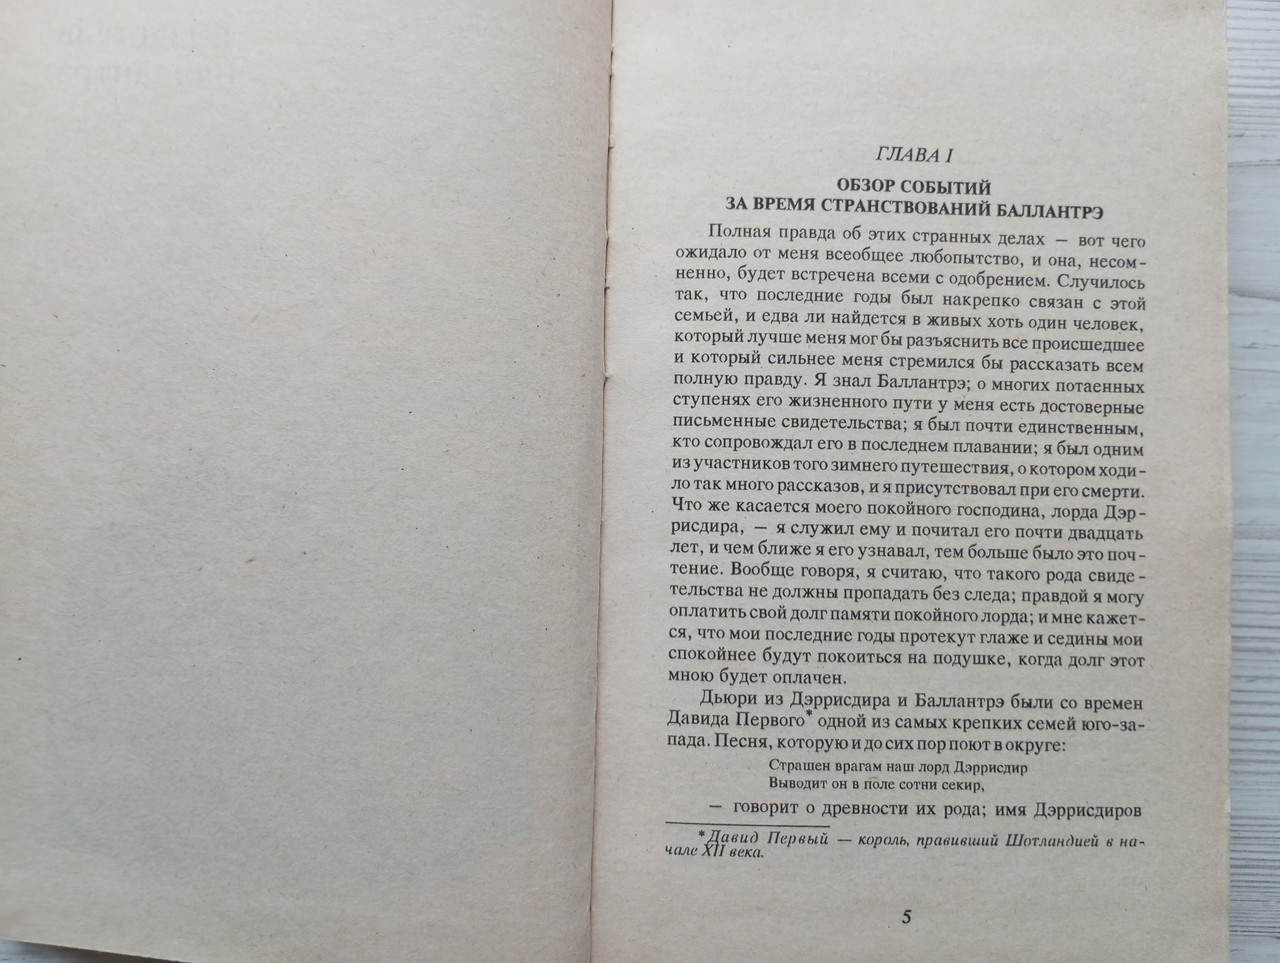 ГЛАВА I
ОБЗОР СОБЫТИЙ
ЗА ВРЕМЯ СТРАНСТВОВАНИЙ БАЛЛАНТРЭ
Полная правда об этих странных делах — вот чего
ожидало от меня всеобщее любопытство, и она, несом-
ненно, будет встречена всеми с одобрением. Случилось
так, что последние годы был накрепко связан с этой
семьей, и едва ли найдется в живых хоть один человек,
который лучше меня мог бы разъяснить все происшедшее
и который сильнее меня стремился бы рассказать всем
полную правду. Я знал Баллантрэ; о многих потаенных
ступенях его жизненного пути у меня есть достоверные
письменные свидетельства; я был почти единственным,
кто сопровождал его в последнем плавании; я был одним
из участников того зимнего путешествия, о котором ходи-
ло так много рассказов, и я присутствовал при его смерти.
Что же касается моего покойного господина, лорда Дэр-
рисдира, — я служил ему и почитал его почти двадцать
лет, и чем ближе я его узнавал, тем больше было это поч-
тение. Вообще говоря, я считаю, что такого рода свиде-
тельства не должны пропадать без следа; правдой я могу
оплатить свой долг памяти покойного лорда; и мне кажет-
ся, что мои последние годы протекут глаже и седины мои
спокойнее будут покоиться на подушке, когда долг этот
мною будет оплачен.
Дьюри из Дэррисдира и Баллантрэ были со времен
Давида Первого* одной из самых крепких семей юго-за-
пада. Песня, которую и до сих пор поют в округе:
Страшен врагам наш лорд Дэррисдир
Выводит он в поле сотни секир,
— говорит о древности их рода; имя Дэррисдиров
*Давид Первый — король, правивший Шотландией в на-
чале XII века.
5